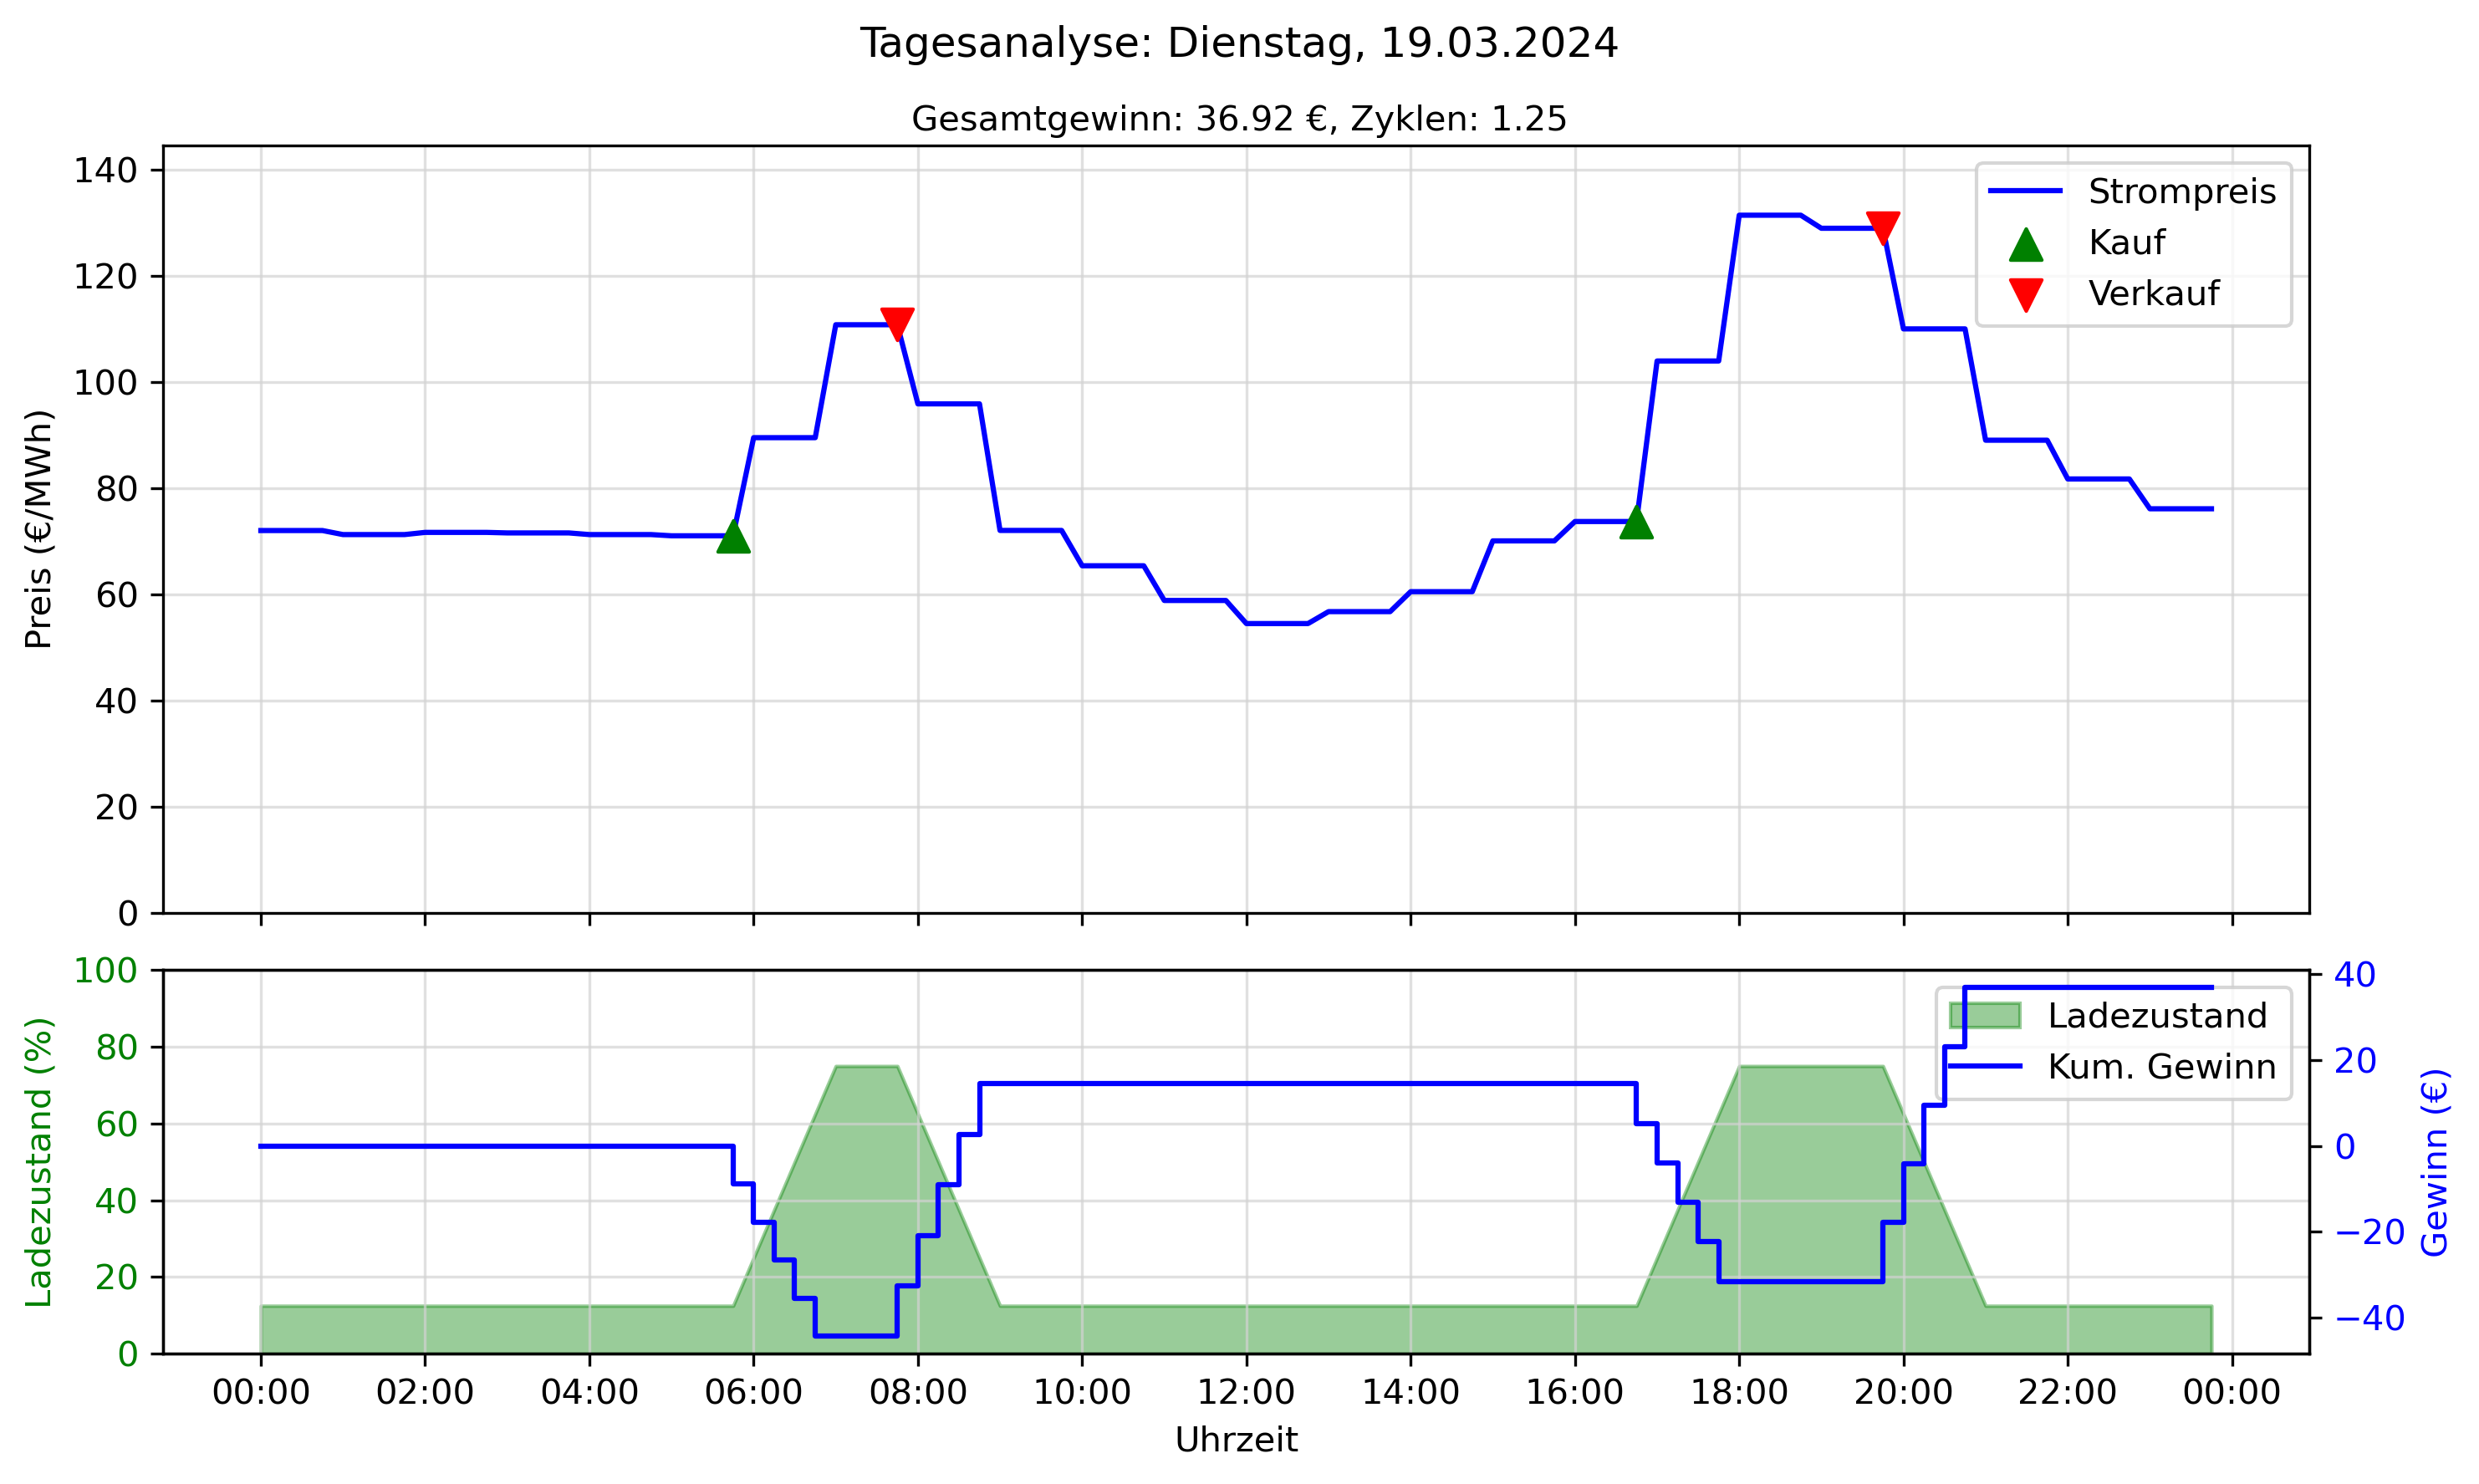 Tagesanalyse: Dienstag, 19.03.2024
Gesamtgewinn: 36.92 €, Zyklen: 1.25
Preis (€/MWh)
140
120
100
80
60
40
20
0
Strompreis
Kauf
Verkauf
Ladezustand (%)
100
80
60
40
20
0
Ladezustand
Kum. Gewinn
40
20
0
−20
−40
Gewinn (€)
00:00 02:00 04:00 06:00 08:00 10:00 12:00 14:00 16:00 18:00 20:00 22:00 00:00
Uhrzeit